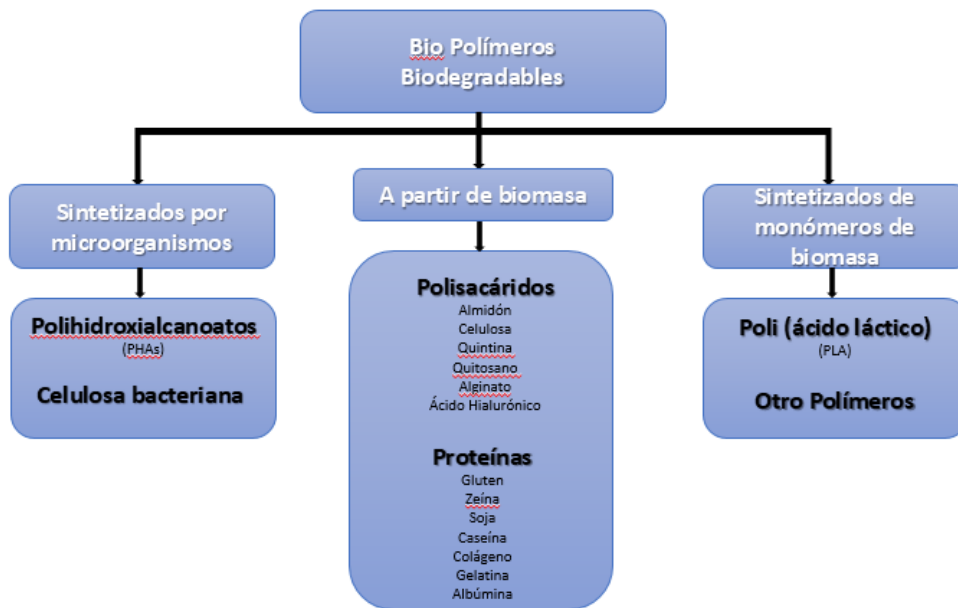 Bio Polímeros
Biodegradables
Sintetizados por
microorganismos
Polihidroxialcanoatos
(PHAs)
Celulosa bacteriana
A partir de biomasa
Polisacáridos
Almidón
Celulosa
Quintina
Quitosano
Alginato
Ácido Hialurónico
Proteínas
Gluten
Zeína
Soja
Caseína
Colágeno
Gelatina
Albúmina
Sintetizados de
monómeros de
biomasa
Poli (ácido láctico)
(PLA)
Otro Polímeros